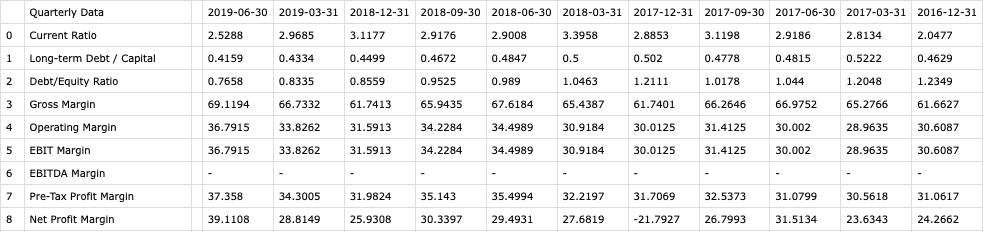 Quarterly Data 2019-06-30 2019-03-31 2018-12-31 2018-09-30 2018-06-30 2018-03-31 2017-12-31 2017-09-30 2017-06-30 2017-03-31 2016-12-31
0 Current Ratio 2.5288 2.9685 3.1177 2.9176 2.9008 3.3958 2.8853 3.1198 2.9186 2.8134 2.0477
1 Long-term Debt / Capital 0.4159 0.4334 0.4499 0.4672 0.4847 0.5 0.502 0.4778 0.4815 0.5222 0.4629
2 Debt/Equity Ratio 0.7658 0.8335 0.8559 0.9525 0.989 1.0463 1.2111 1.0178 1.044 1.2048 1.2349
3 Gross Margin 69.1194 66.7332 61.7413 65.9435 67.6184 65.4387 61.7401 66.2646 66.9752 65.2766 61.6627
4 Operating Margin 36.7915 33.8262 31.5913 34.2284 34.4989 30.9184 30.0125 31.4125 30.002 28.9635 30.6087
5 EBIT Margin 36.7915 33.8262 31.5913 34.2284 34.4989 30.9184 30.0125 31.4125 30.002 28.9635 30.6087
6 EBITDA Margin - - - - - - - - - - -
7 Pre-Tax Profit Margin 37.358 34.3005 31.9824 35.143 35.4994 32.2197 31.7069 32.5373 31.0799 30.5618 31.0617
8 Net Profit Margin 39.1108 28.8149 25.9308 30.3397 29.4931 27.6819 -21.7927 26.7993 31.5134 23.6343 24.2662